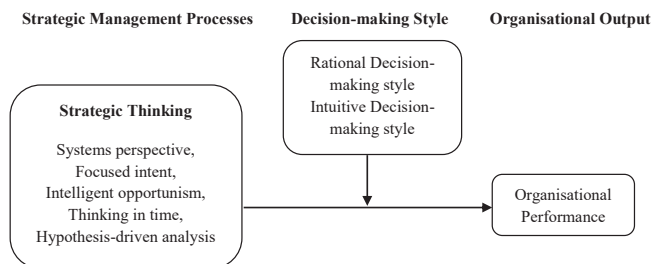 Strategic Management Processes
Decision-making Style
Organisational Output
Rational Decision-
making style
Intuitive Decision-
making style
Strategic Thinking
Systems perspective,
Focused intent,
Intelligent opportunism,
Thinking in time,
Hypothesis-driven analysis
Organisational
Performance